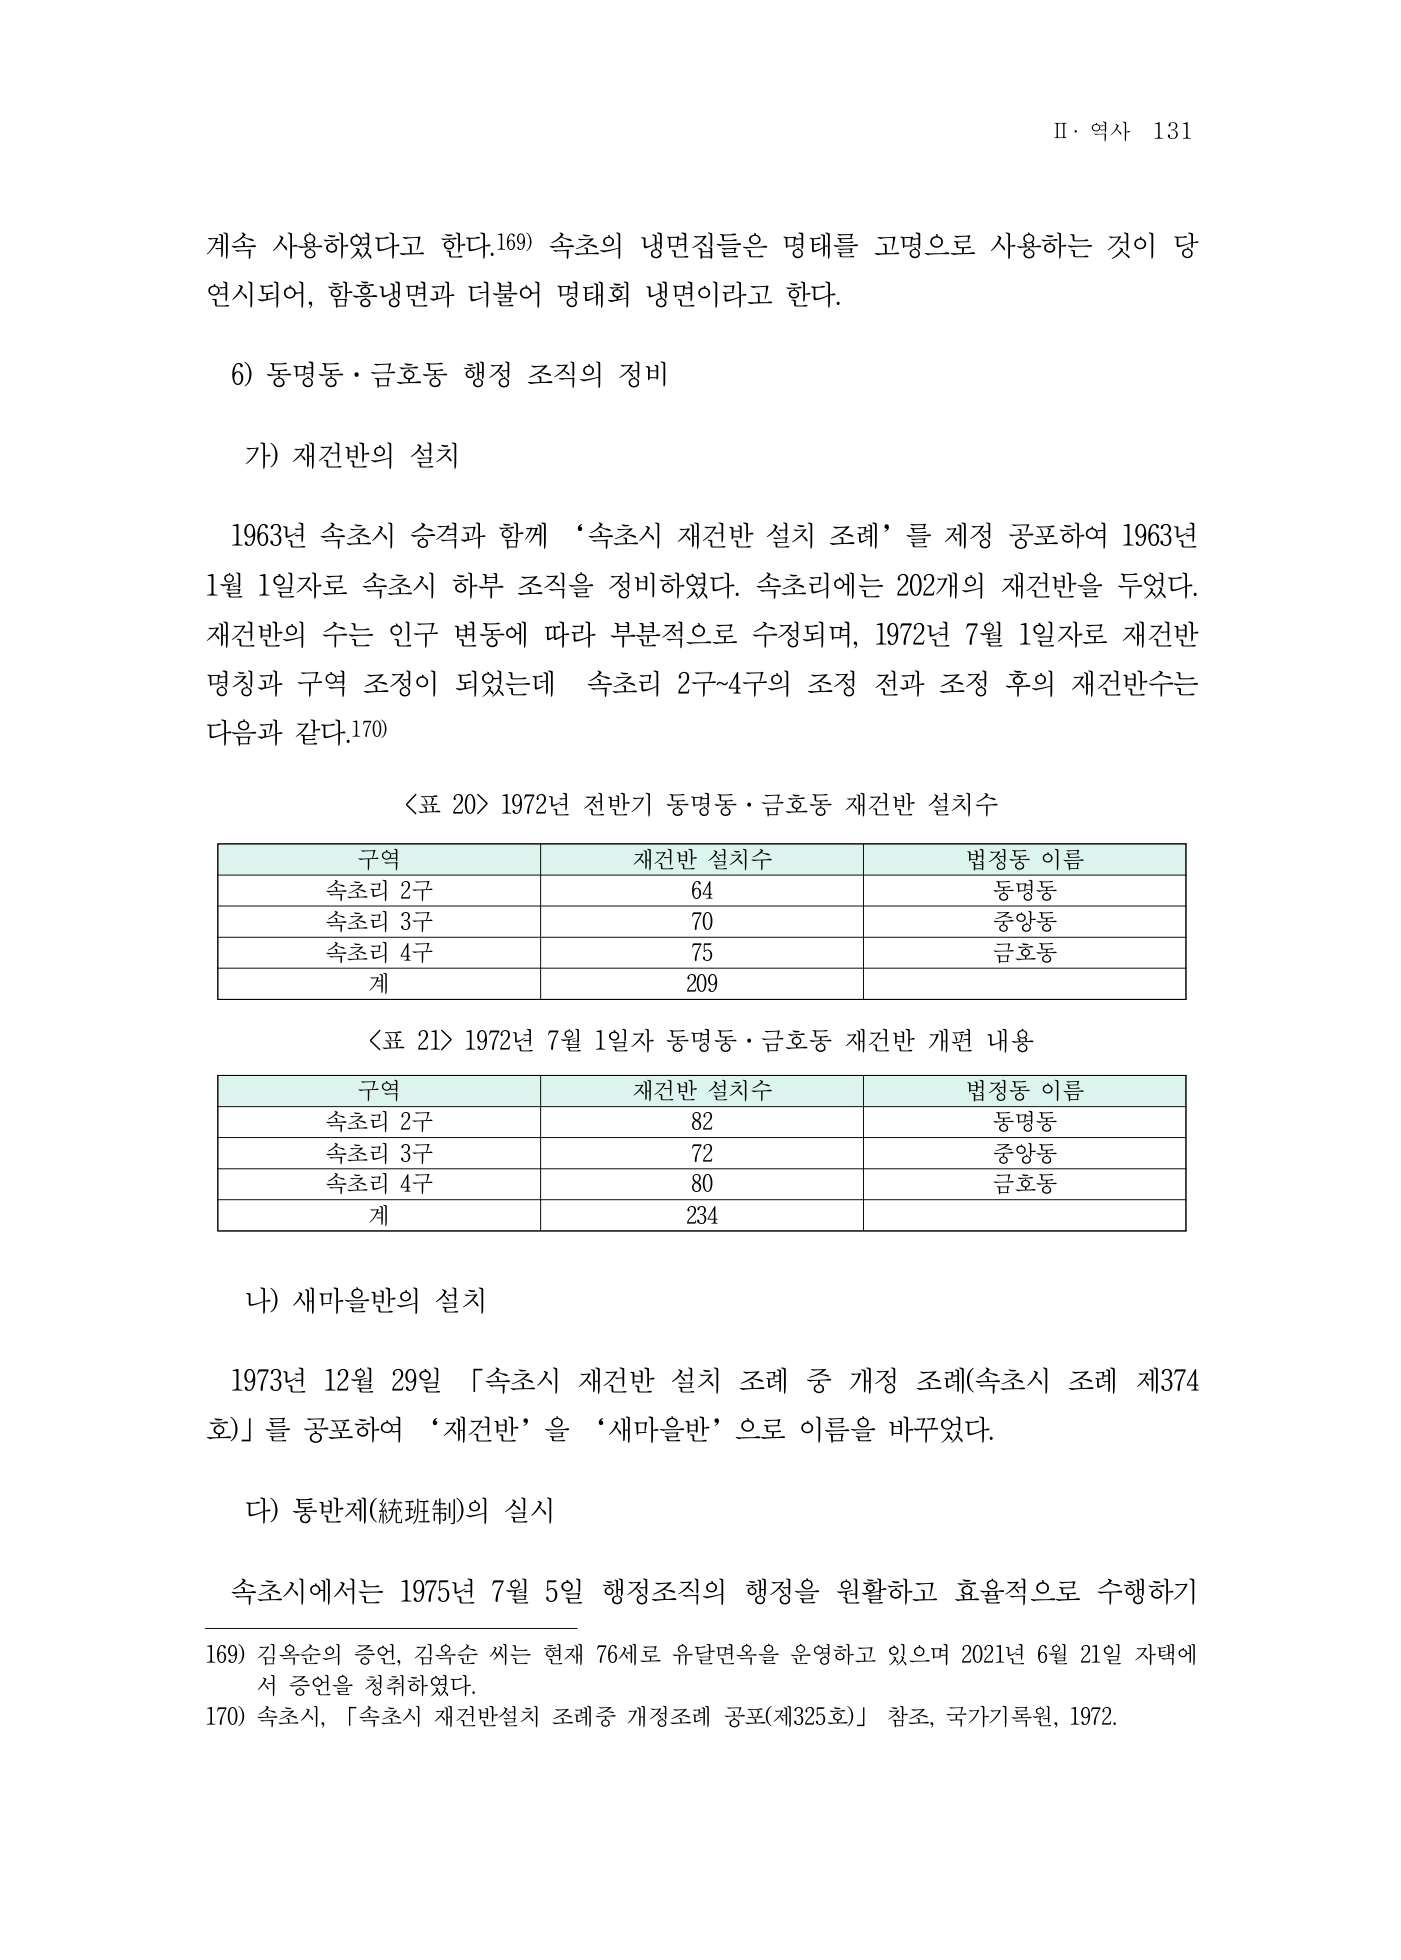 Ⅱ· 역사 131
계속 사용하였다고 한다.169) 속초의 냉면집들은 명태를 고명으로 사용하는 것이 당
연시되어, 함흥냉면과 더불어 명태회 냉면이라고 한다.
6) 동명동·금호동 행정 조직의 정비
가) 재건반의 설치
1963년 속초시 승격과 함께 ‘속초시 재건반 설치 조례’를 제정 공포하여 1963년
1월 1일자로 속초시 하부 조직을 정비하였다. 속초리에는 202개의 재건반을 두었다.
재건반의 수는 인구 변동에 따라 부분적으로 수정되며, 1972년 7월 1일자로 재건반
명칭과 구역 조정이 되었는데 속초리 2구~4구의 조정 전과 조정 후의 재건반수는
다음과 같다.170)
<표 20> 1972년 전반기 동명동·금호동 재건반 설치수
구역 재건반 설치수 법정동 이름
속초리 2구 64 동명동
속초리 3구 70 중앙동
속초리 4구 75 금호동
계 209
<표 21> 1972년 7월 1일자 동명동·금호동 재건반 개편 내용
구역 재건반 설치수 법정동 이름
속초리 2구 82 동명동
속초리 3구 72 중앙동
속초리 4구 80 금호동
계 234
나) 새마을반의 설치
1973년 12월 29일 「속초시 재건반 설치 조례 중 개정 조례(속초시 조례 제374
호)」를 공포하여 ‘재건반’을 ‘새마을반’으로 이름을 바꾸었다.
다) 통반제(統班制)의 실시
속초시에서는 1975년 7월 5일 행정조직의 행정을 원활하고 효율적으로 수행하기
169) 김옥순의 증언, 김옥순 씨는 현재 76세로 유달면옥을 운영하고 있으며 2021년 6월 21일 자택에
서 증언을 청취하였다.
170) 속초시, 「속초시 재건반설치 조례중 개정조례 공포(제325호)」 참조, 국가기록원, 1972.